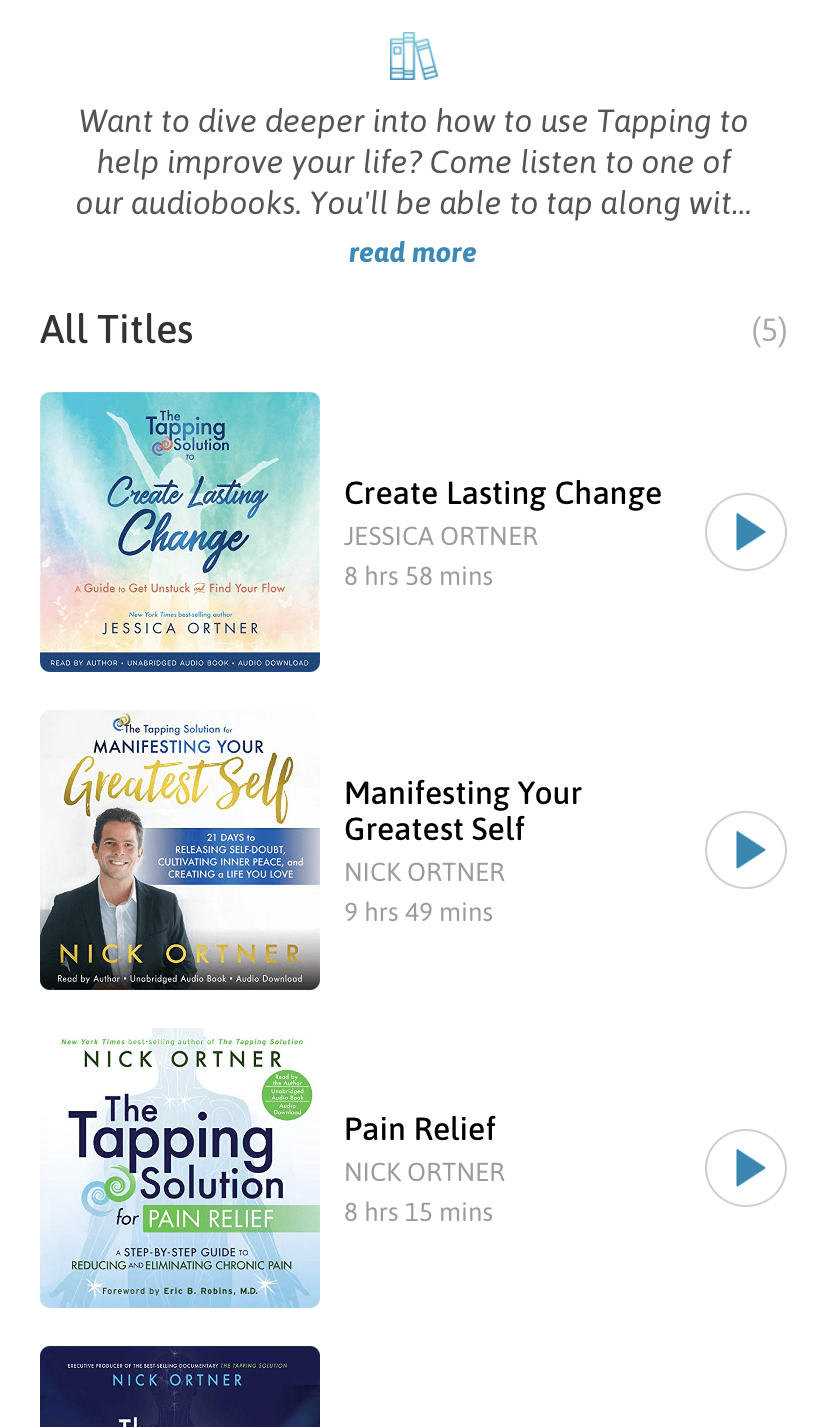 Want to dive deeper into how to use Tapping to
help improve your life? Come listen to one of
our audiobooks. You'll be able to tap along wit...
read more
All Titles
(5)
The
Tapping
Solution
TO
Create Lasting
Change
A Guide to Get Unstuck and Find Your Flow
New York Times best-selling author
JESSICA ORTNER
READ BY AUTHOR • UNABRIDGED AUDIO BOOK • AUDIO DOWNLOAD
Create Lasting Change
JESSICA ORTNER
8 hrs 58 mins
The Tapping Solution for
MANIFESTING YOUR
Greatest Self
21 DAYS to
RELEASING SELF-DOUBT,
CULTIVATING INNER PEACE, and
CREATING a LIFE YOU LOVE
NICK ORTNER
Read by Author • Unabridged Audio Book • Audio Download
Manifesting Your
Greatest Self
NICK ORTNER
9 hrs 49 mins
New York Times best-selling author of The Tapping Solution
NICK ORTNER
Read by
the Author
Unabridged
Audio Book
Audio
Download
The
Tapping
Solution
for PAIN RELIEF
A STEP-BY-STEP GUIDE TO
REDUCING AND ELIMINATING CHRONIC PAIN
Foreword by Eric B. Robins, M.D.
Pain Relief
NICK ORTNER
8 hrs 15 mins
EXECUTIVE PRODUCER OF THE BEST-SELLING DOCUMENTARY THE TAPPING SOLUTION
NICK ORTNER
The